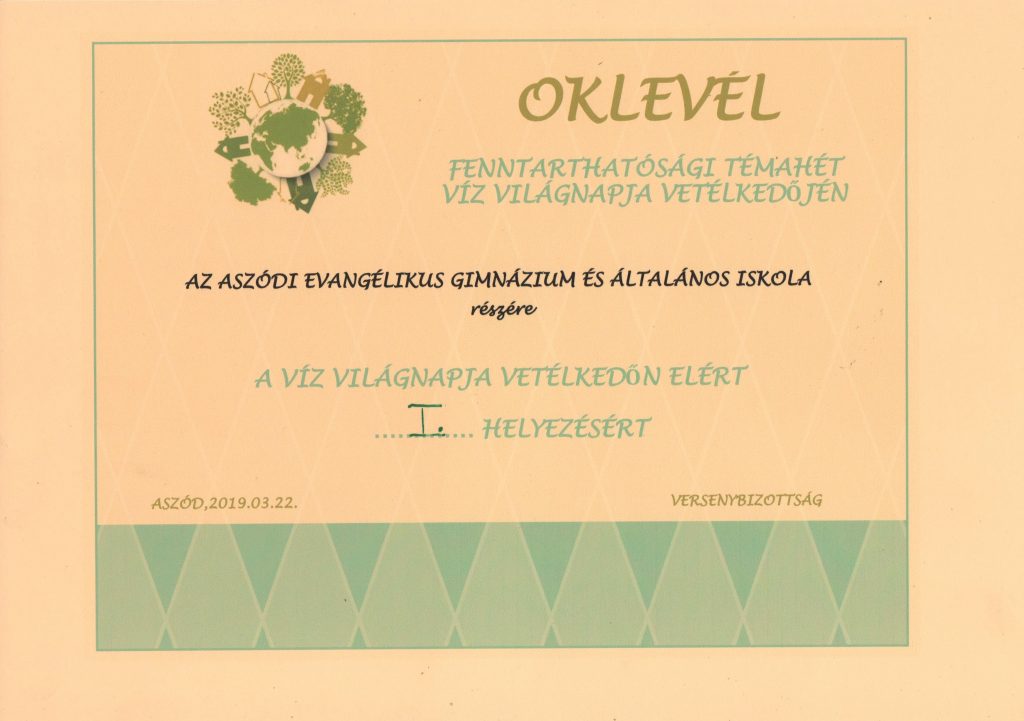 OKLEVÉL
FENNTARTHATÓSÁGI TÉMAHÉT
VÍZ VILÁGNAPJA VETÉLKEDŐJÉN
AZ ASZÓDI EVANGÉLIKUS GIMNÁZIUM ÉS ÁLTALÁNOS ISKOLA
részére
A VÍZ VILÁGNAPJA VETÉLKEDŐN ELÉRT
......I....... HELYEZÉSÉRT
ASZÓD,2019.03.22.
VERSENYBIZOTTSÁG